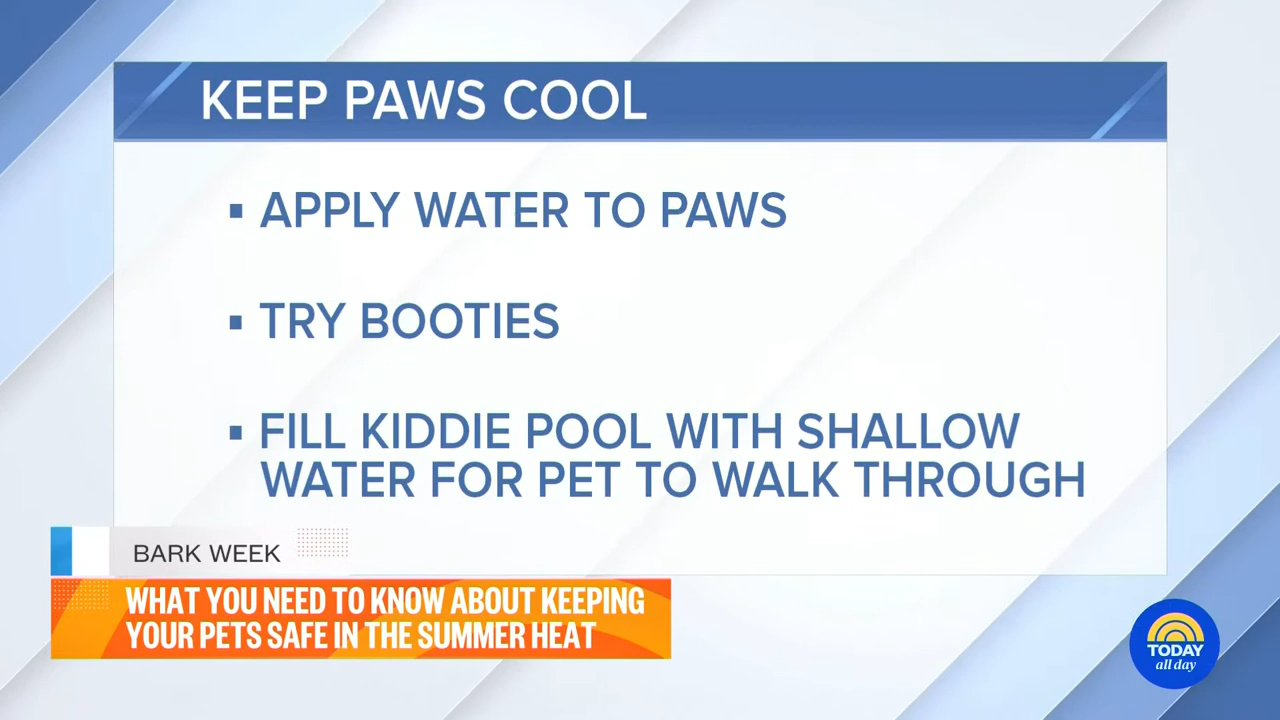 KEEP PAWS COOL
▪ APPLY WATER TO PAWS
▪ TRY BOOTIES
▪ FILL KIDDIE POOL WITH SHALLOW
WATER FOR PET TO WALK THROUGH
BARK WEEK
WHAT YOU NEED TO KNOW ABOUT KEEPING
YOUR PETS SAFE IN THE SUMMER HEAT
TODAY
all day